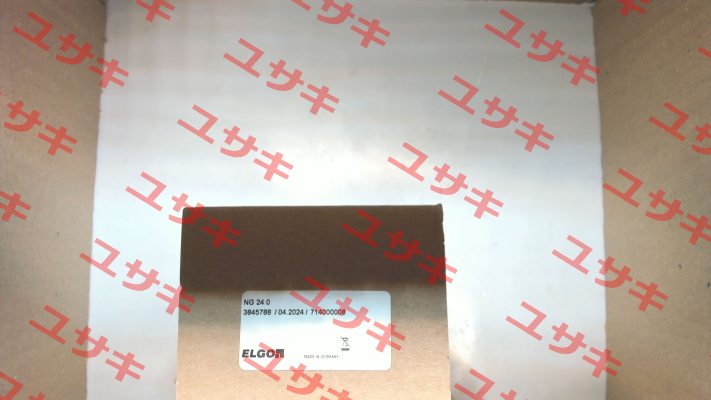 NG 24 0
3845788 / 04.2024 / 714000008
ELGO
MADE IN GERMANY
ユサキ